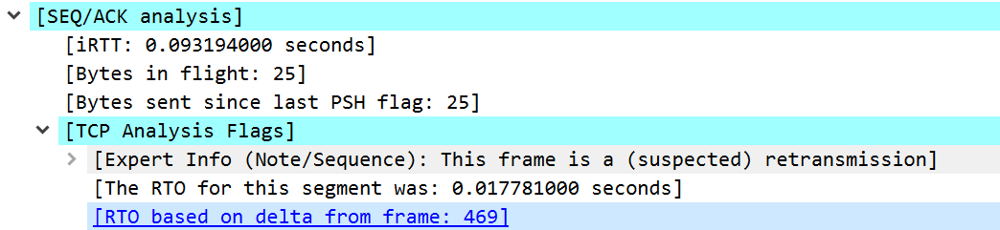 [SEQ/ACK analysis]
[iRTT: 0.093194000 seconds]
[Bytes in flight: 25]
[Bytes sent since last PSH flag: 25]
[TCP Analysis Flags]
[Expert Info (Note/Sequence): This frame is a (suspected) retransmission]
[The RTO for this segment was: 0.017781000 seconds]
[RTO based on delta from frame: 469]